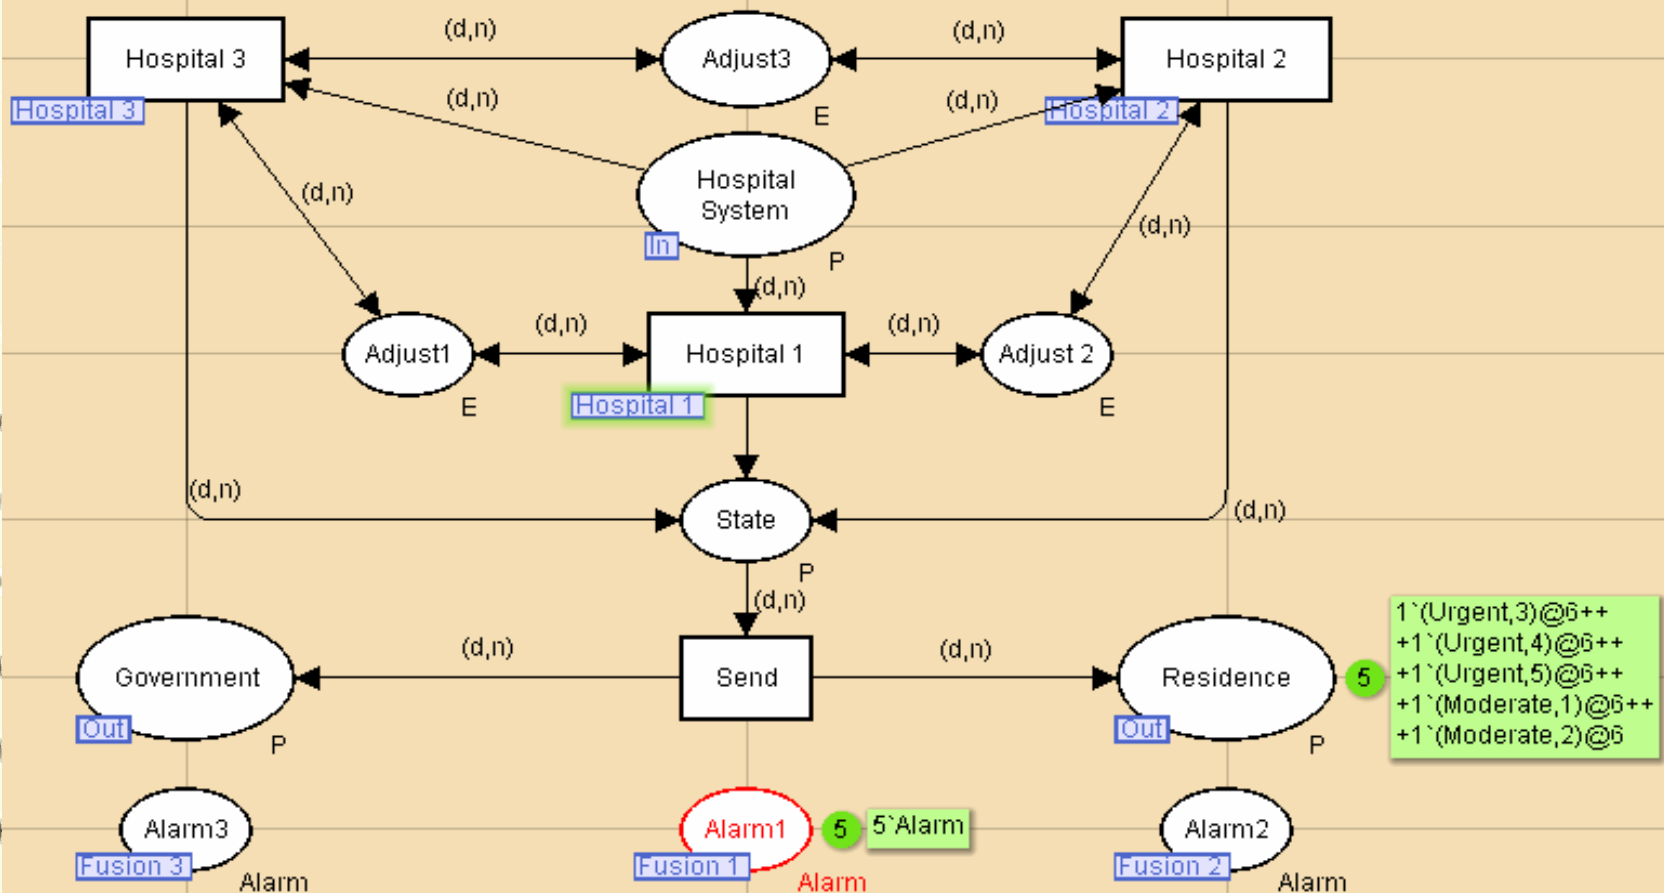 (d,n)
(d,n)
Hospital 3
Adjust3
Hospital 2
Hospital 3
(d,n)
(d,n)
Hospital 2
E
Hospital
System
(d,n)
(d,n)
In
P
(d,n)
(d,n)
(d,n)
Adjust1
Hospital 1
Adjust 2
E
Hospital 1
E
(d,n)
State
(d,n)
P
(d,n)
1`(Urgent,3)@6++
+1`(Urgent,4)@6++
+1`(Urgent,5)@6++
+1`(Moderate,1)@6++
+1`(Moderate,2)@6
(d,n)
(d,n)
Government
Send
Residence
5
Out
P
Out
P
Alarm3
Alarm1
5
5`Alarm
Alarm2
Fusion 3
Alarm
Fusion 1
Alarm
Fusion 2
Alarm